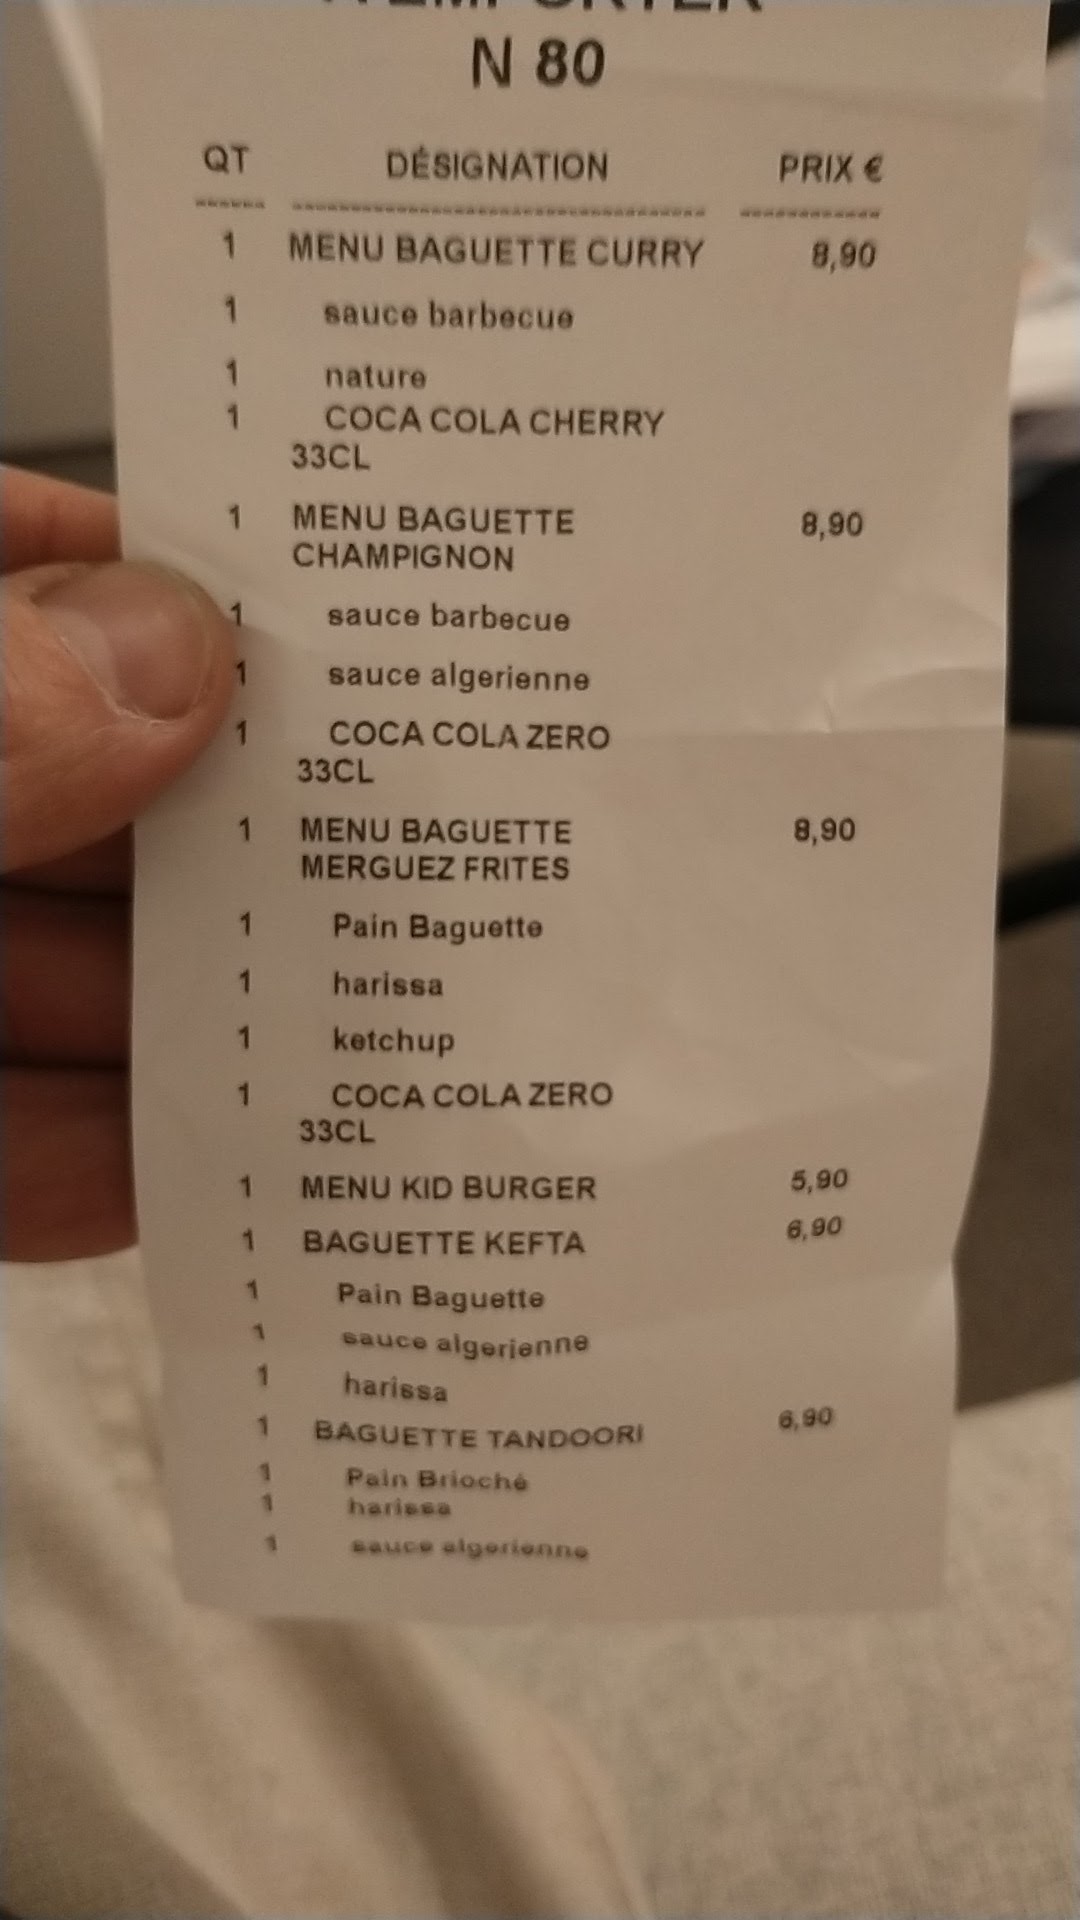 N 80
QT DÉSIGNATION PRIX €
1 MENU BAGUETTE CURRY 8,90
1 sauce barbecue
1 nature
1 COCA COLA CHERRY
33CL
1 MENU BAGUETTE 8,90
CHAMPIGNON
1 sauce barbecue
1 sauce algerienne
1 COCA COLA ZERO
33CL
1 MENU BAGUETTE 8,90
MERGUEZ FRITES
1 Pain Baguette
1 harissa
1 ketchup
1 COCA COLA ZERO
33CL
1 MENU KID BURGER 5,90
1 BAGUETTE KEFTA 6,90
1 Pain Baguette
1 sauce algerienne
1 harissa
1 BAGUETTE TANDOORI 6,90
1 Pain Brioché
1 harissa
1 sauce algerienne